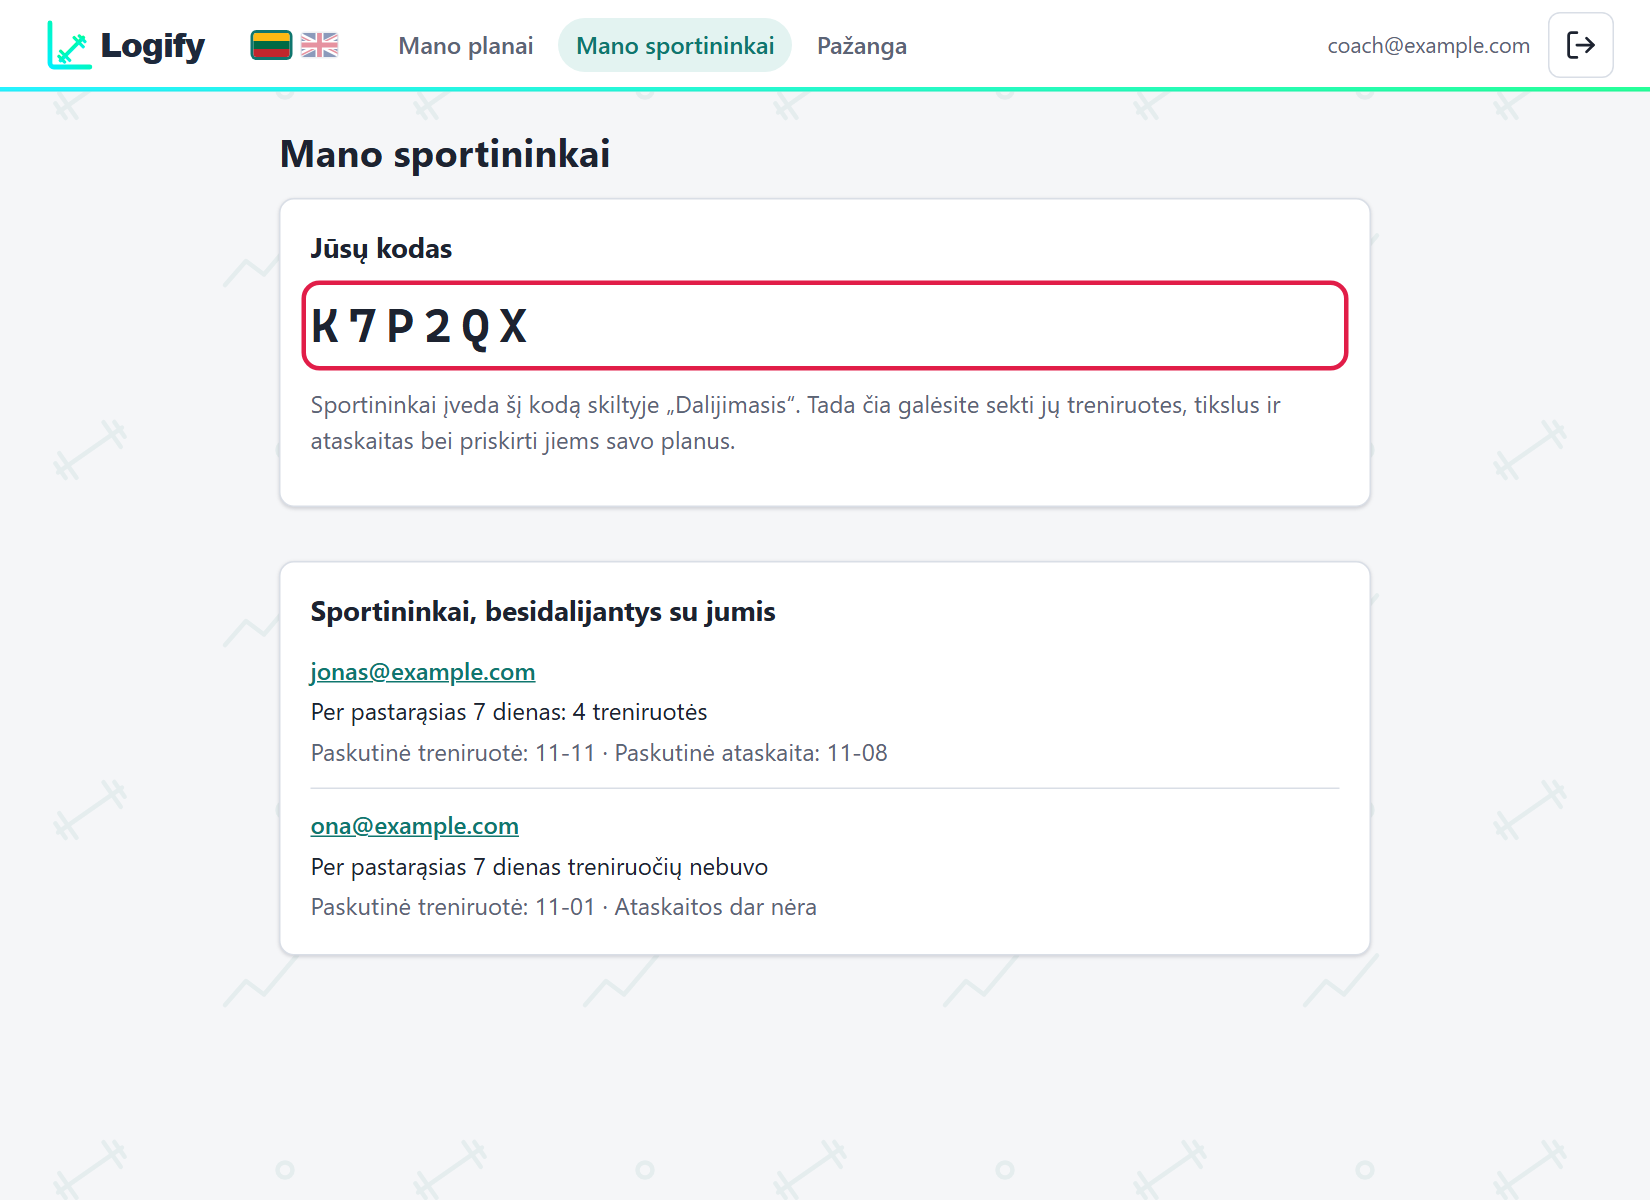 Logify
Mano planai
Mano sportininkai
Pažanga
coach@example.com
Mano sportininkai
Jūsų kodas
K7P2QX
Sportininkai įveda šį kodą skiltyje „Dalijimasis“. Tada čia galėsite sekti jų treniruotes, tikslus ir
ataskaitas bei priskirti jiems savo planus.
Sportininkai, besidalijantys su jumis
jonas@example.com
Per pastarąsias 7 dienas: 4 treniruotės
Paskutinė treniruotė: 11-11 · Paskutinė ataskaita: 11-08
ona@example.com
Per pastarąsias 7 dienas treniruočių nebuvo
Paskutinė treniruotė: 11-01 · Ataskaitos dar nėra